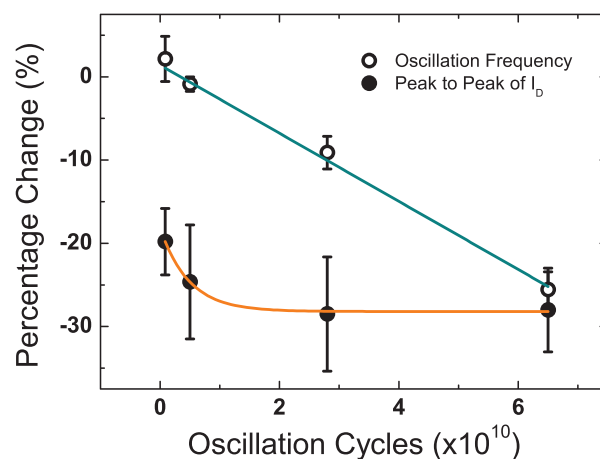 Oscillation Frequency
Peak to Peak of I_D
Percentage Change (%)
0
-10
-20
-30
0 2 4 6
Oscillation Cycles (x10^10)